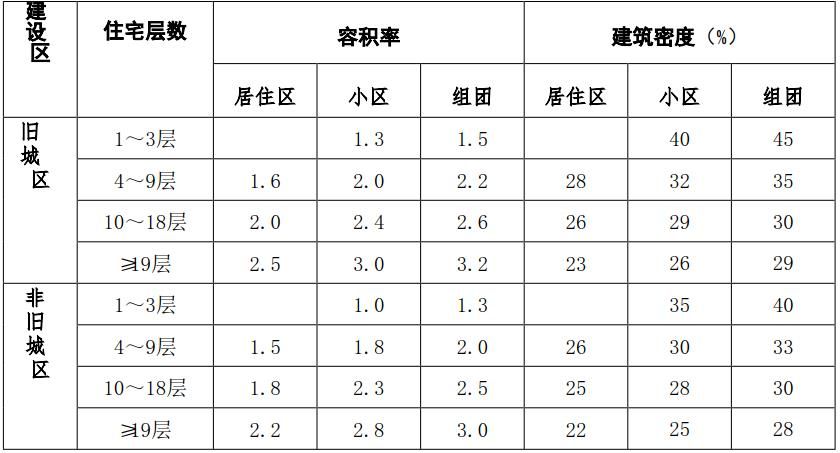 建设区 住宅层数 容积率 建筑密度（%）
居住区 小区 组团 居住区 小区 组团
旧城区 1～3层 1.3 1.5 40 45
4～9层 1.6 2.0 2.2 28 32 35
10～18层 2.0 2.4 2.6 26 29 30
≥19层 2.5 3.0 3.2 23 26 29
非旧城区 1～3层 1.0 1.3 35 40
4～9层 1.5 1.8 2.0 26 30 33
10～18层 1.8 2.3 2.5 25 28 30
≥19层 2.2 2.8 3.0 22 25 28